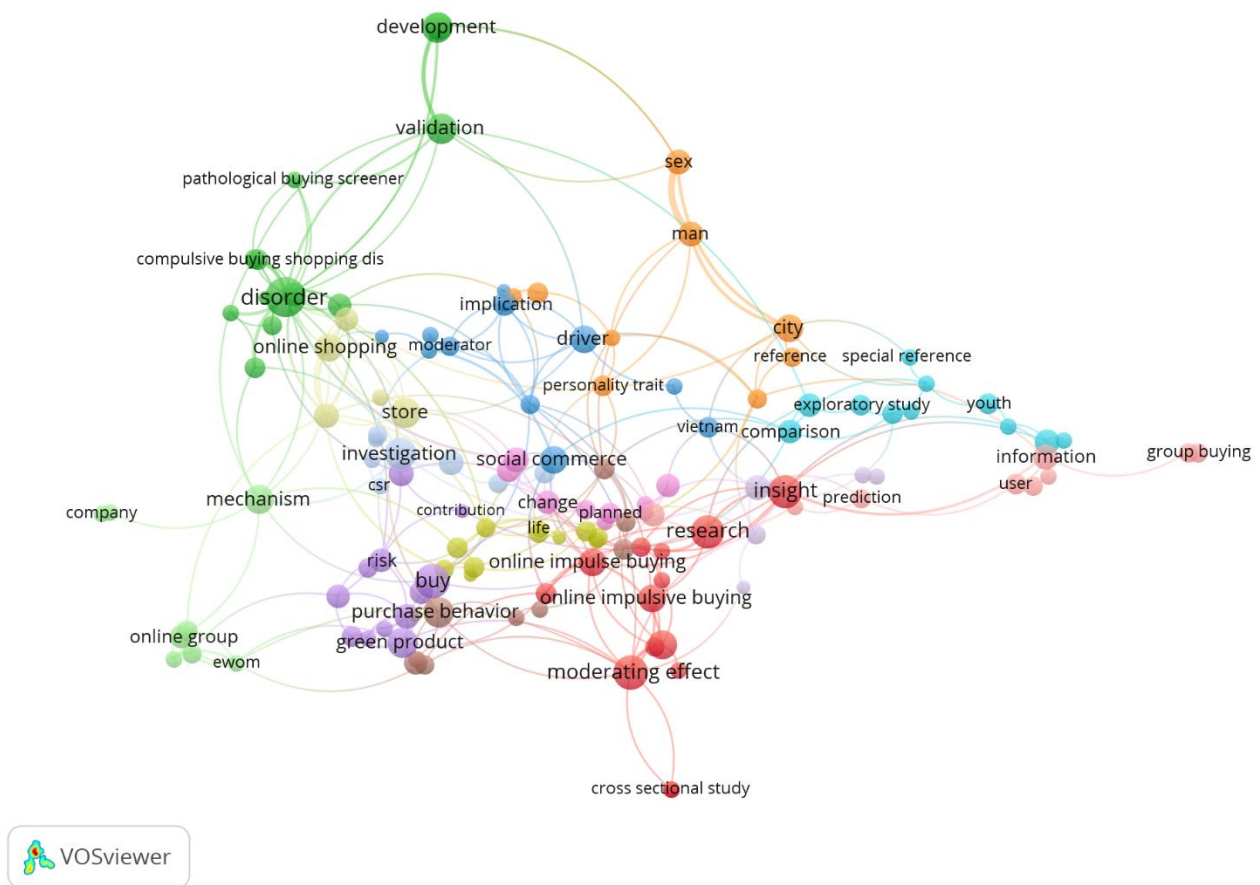 development
validation
sex
pathological buying screener
man
compulsive buying shopping dis
disorder
implication
city
driver
online shopping
moderator
reference
special reference
personality trait
store
exploratory study
youth
vietnam
comparison
investigation
social commerce
information
group buying
csr
user
mechanism
insight
prediction
change
company
contribution
planned
life
research
risk
online impulse buying
buy
online impulsive buying
purchase behavior
online group
green product
ewom
moderating effect
cross sectional study
VOSviewer